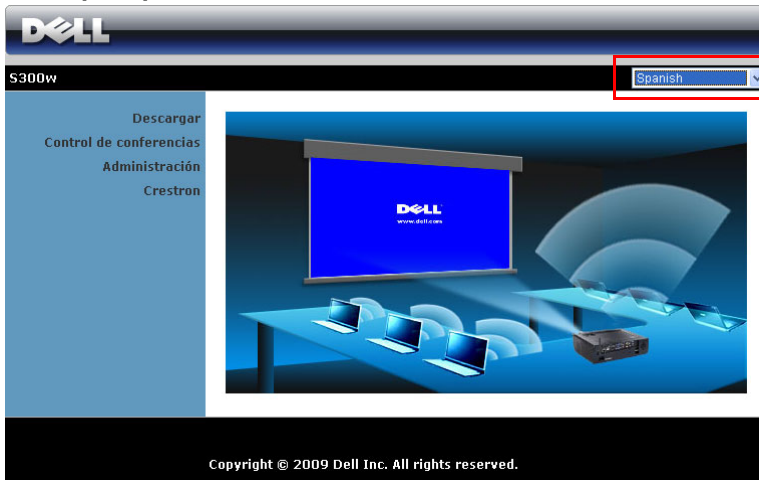 DELL
S300w
Spanish
Descargar
Control de conferencias
Administración
Crestron
DELL
www.dell.com
Copyright © 2009 Dell Inc. All rights reserved.